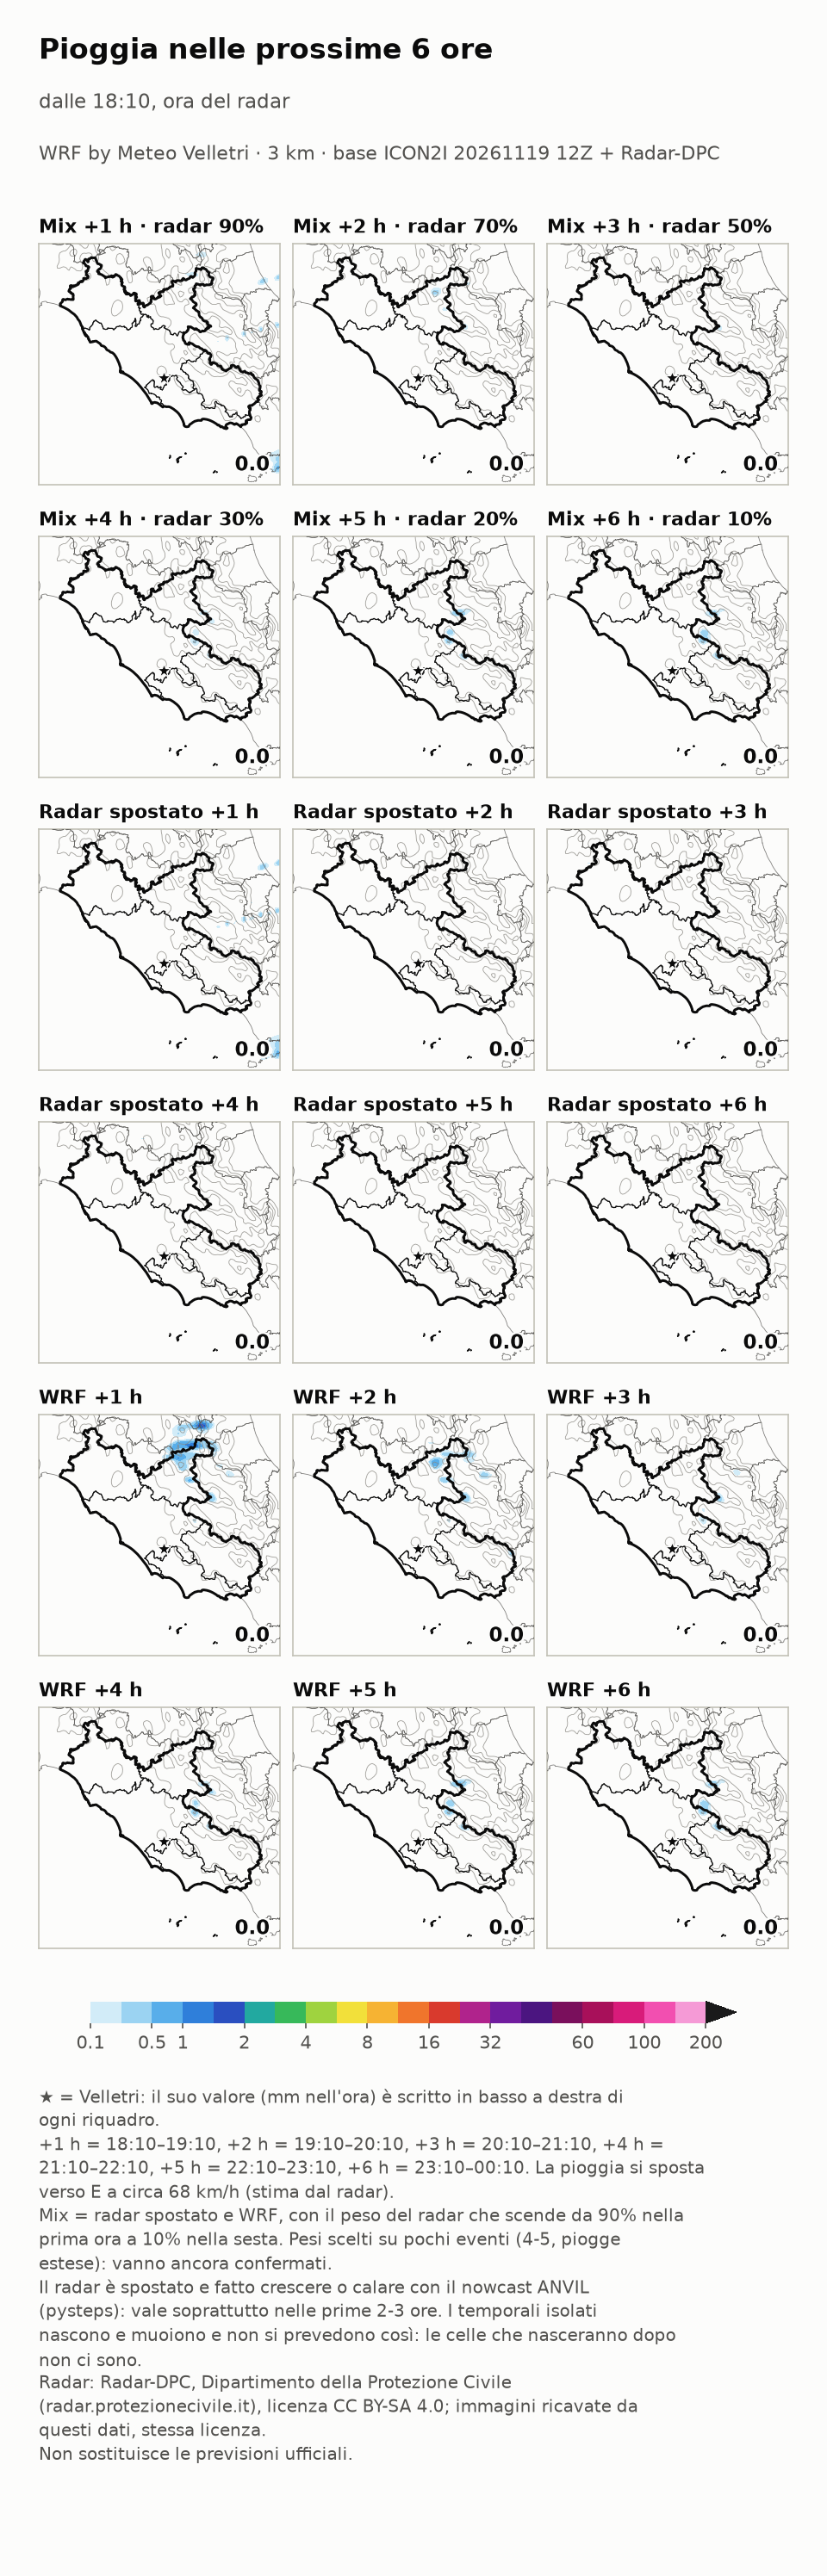 Pioggia nelle prossime 6 ore
dalle 18:10, ora del radar
WRF by Meteo Velletri · 3 km · base ICON2I 20261119 12Z + Radar-DPC
Mix +1 h · radar 90%
Mix +2 h · radar 70%
Mix +3 h · radar 50%
0.0
0.0
0.0
Mix +4 h · radar 30%
Mix +5 h · radar 20%
Mix +6 h · radar 10%
0.0
0.0
0.0
Radar spostato +1 h
Radar spostato +2 h
Radar spostato +3 h
0.0
0.0
0.0
Radar spostato +4 h
Radar spostato +5 h
Radar spostato +6 h
0.0
0.0
0.0
WRF +1 h
WRF +2 h
WRF +3 h
0.0
0.0
0.0
WRF +4 h
WRF +5 h
WRF +6 h
0.0
0.0
0.0
0.1 0.5 1 2 4 8 16 32 60 100 200
★ = Velletri: il suo valore (mm nell'ora) è scritto in basso a destra di
ogni riquadro.
+1 h = 18:10–19:10, +2 h = 19:10–20:10, +3 h = 20:10–21:10, +4 h =
21:10–22:10, +5 h = 22:10–23:10, +6 h = 23:10–00:10. La pioggia si sposta
verso E a circa 68 km/h (stima dal radar).
Mix = radar spostato e WRF, con il peso del radar che scende da 90% nella
prima ora a 10% nella sesta. Pesi scelti su pochi eventi (4-5, piogge
estese): vanno ancora confermati.
Il radar è spostato e fatto crescere o calare con il nowcast ANVIL
(pysteps): vale soprattutto nelle prime 2-3 ore. I temporali isolati
nascono e muoiono e non si prevedono così: le celle che nasceranno dopo
non ci sono.
Radar: Radar-DPC, Dipartimento della Protezione Civile
(radar.protezionecivile.it), licenza CC BY-SA 4.0; immagini ricavate da
questi dati, stessa licenza.
Non sostituisce le previsioni ufficiali.